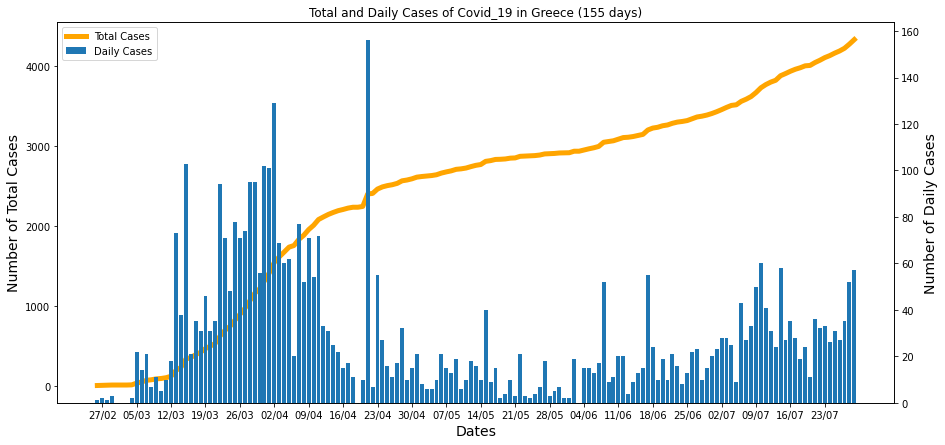 Total and Daily Cases of Covid_19 in Greece (155 days)
Total Cases
Daily Cases
Number of Total Cases
4000
3000
2000
1000
0
Number of Daily Cases
160
140
120
100
80
60
40
20
0
27/02 05/03 12/03 19/03 26/03 02/04 09/04 16/04 22/04 29/04 07/05 14/05 21/05 28/05 04/06 11/06 18/06 25/06 02/07 09/07 16/07 23/07
Dates